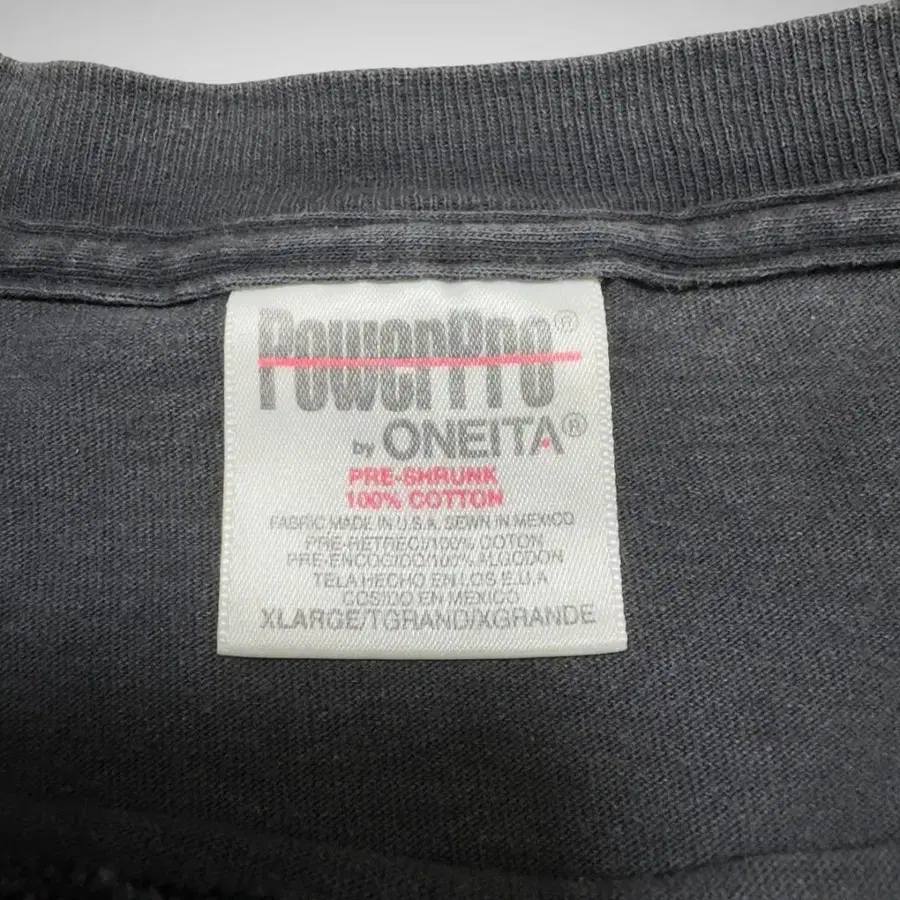 PowerPro®
by ONEITA®
PRE-SHRUNK
100% COTTON
FABRIC MADE IN U.S.A. SEWN IN MEXICO
PRE-RETRECI/100% COTON
PRE-ENCOGIDO/100% ALGODON
TELA HECHO EN LOS E.U.A
COSIDO EN MEXICO
XLARGE/TGRAND/XGRANDE